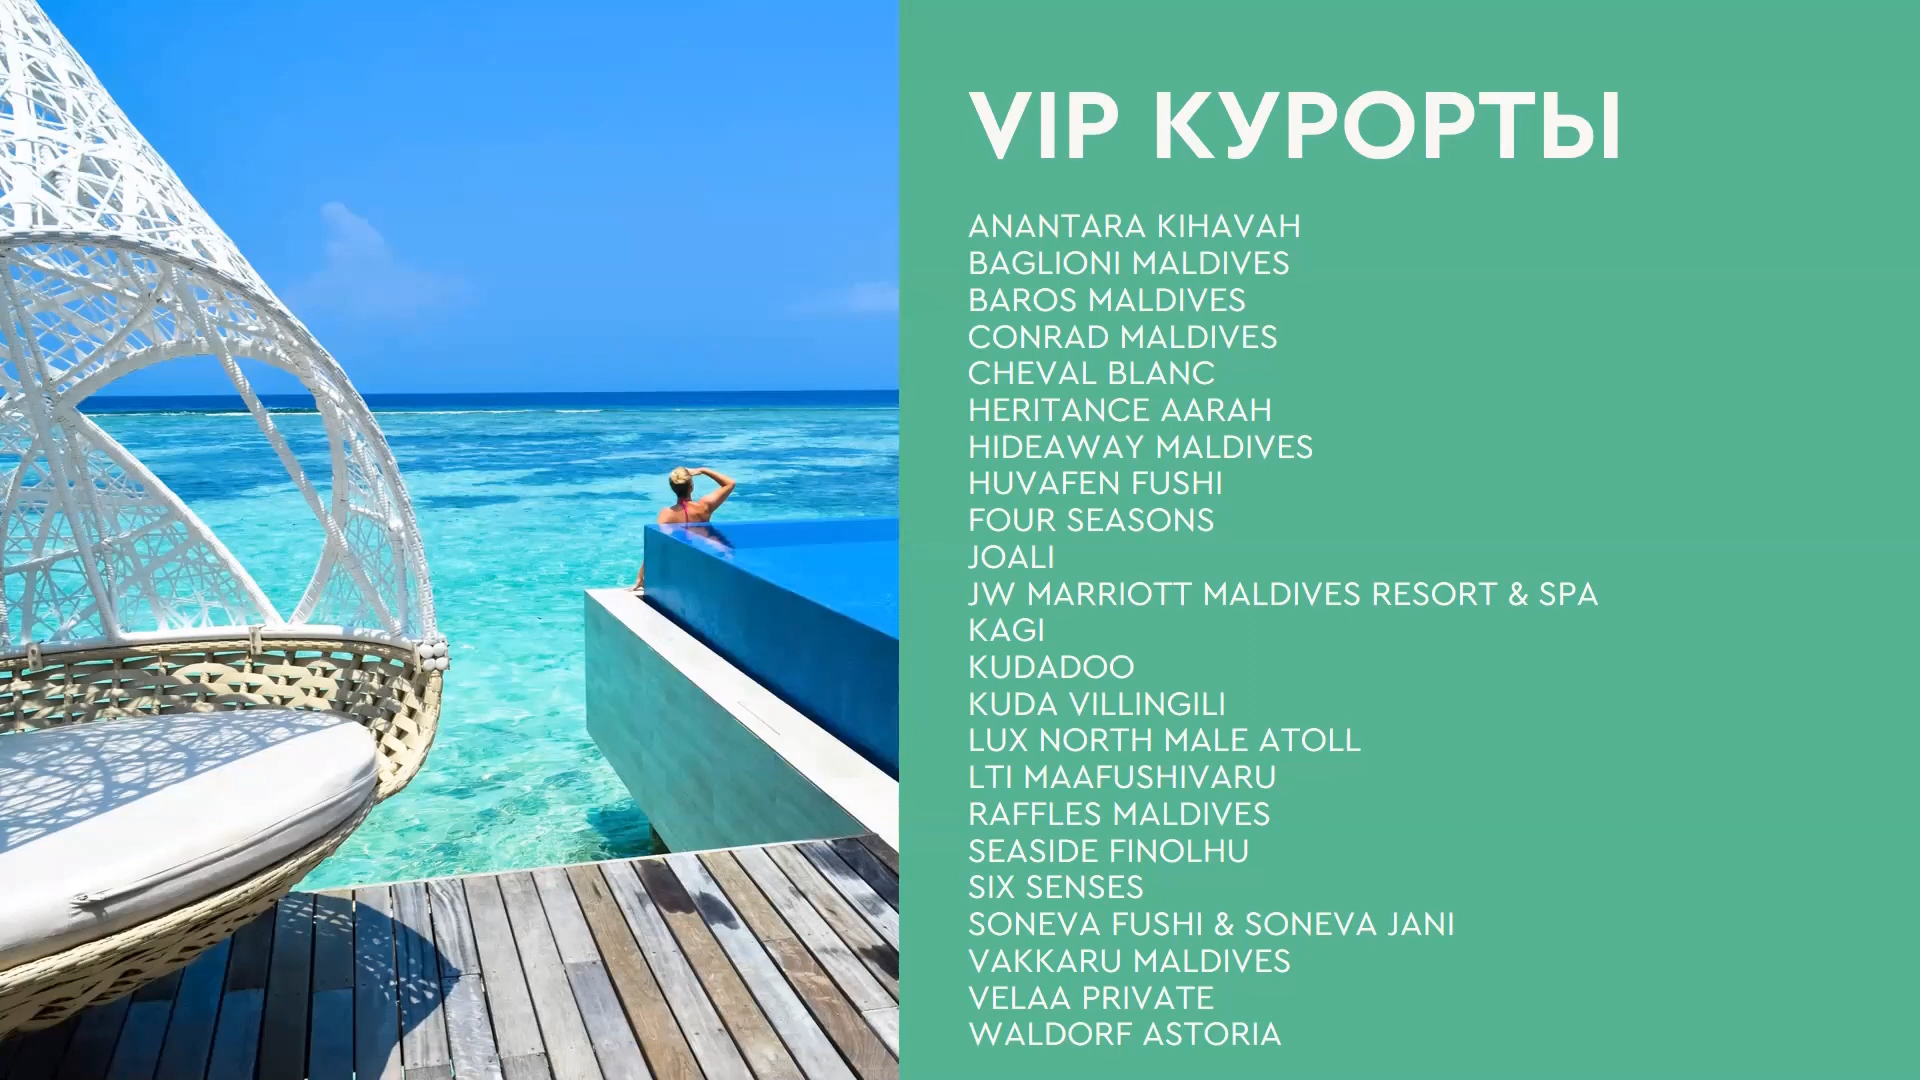 VIP КУРОРТЫ
ANANTARA KIHAVAH
BAGLIONI MALDIVES
BAROS MALDIVES
CONRAD MALDIVES
CHEVAL BLANC
HERITANCE AARAH
HIDEAWAY MALDIVES
HUVAFEN FUSHI
FOUR SEASONS
JOALI
JW MARRIOTT MALDIVES RESORT & SPA
KAGI
KUDADOO
KUDA VILLINGILI
LUX NORTH MALE ATOLL
LTI MAAFUSHIVARU
RAFFLES MALDIVES
SEASIDE FINOLHU
SIX SENSES
SONEVA FUSHI & SONEVA JANI
VAKKARU MALDIVES
VELAA PRIVATE
WALDORF ASTORIA